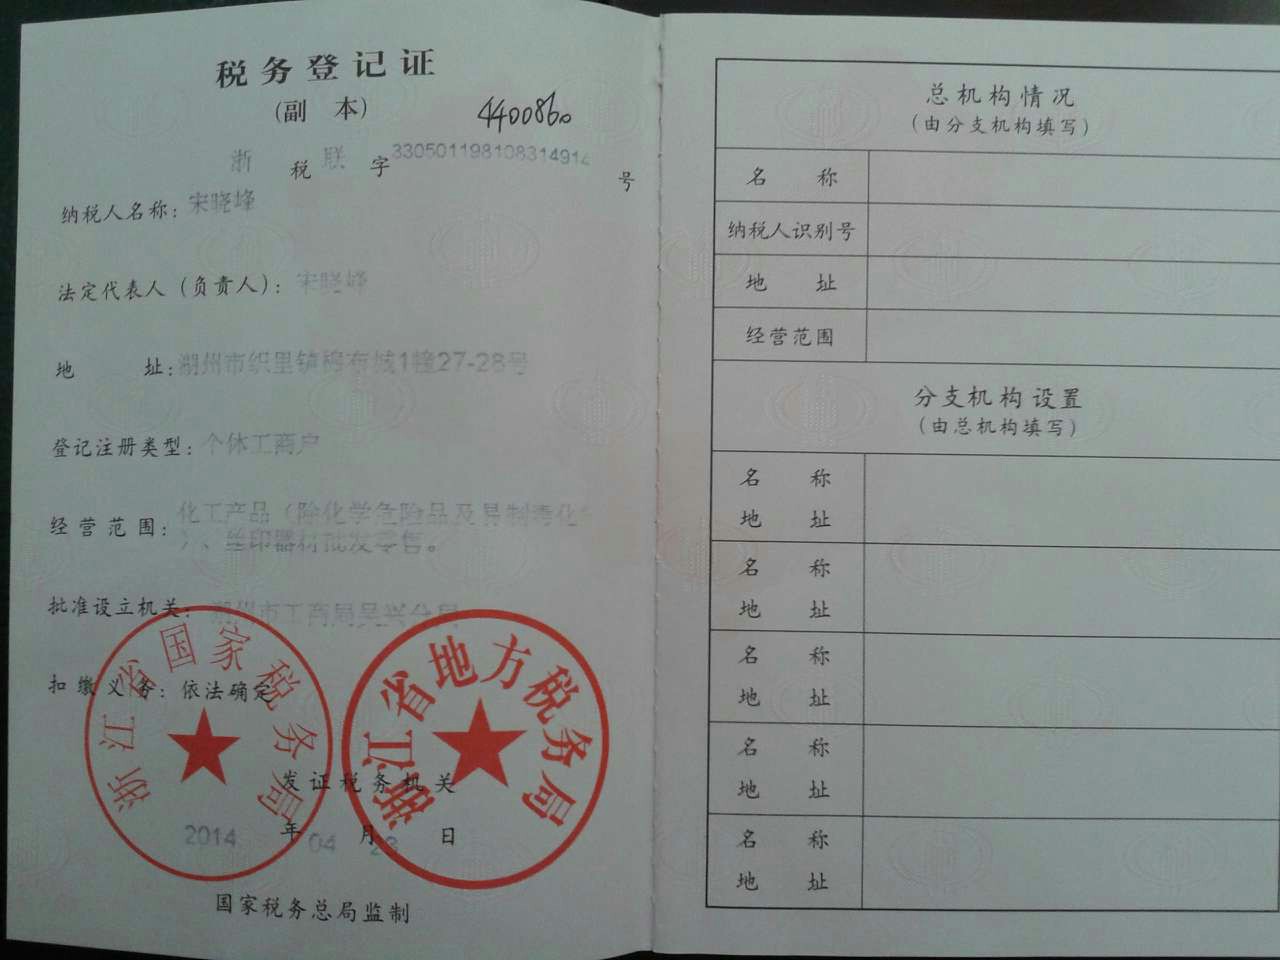 税务登记证
(副 本)
4400860
浙 税 联 字 330501198108314914 号
纳税人名称：宋晓峰
法定代表人（负责人）：宋晓峰
地 址：湖州市织里镇棉布城1幢27-28号
登记注册类型：个体工商户
经营范围：化工产品（除化学危险品及易制毒化
）、丝印器材批发零售。
批准设立机关：湖州市工商局吴兴分局
扣缴义务：依法确定
浙江省国家税务局
浙江省地方税务局
发证税务机关
2014 年 04 月 23 日
国家税务总局监制
总机构情况
(由分支机构填写)
名 称
纳税人识别号
地 址
经营范围
分支机构设置
(由总机构填写)
名 称
地 址
名 称
地 址
名 称
地 址
名 称
地 址
名 称
地 址